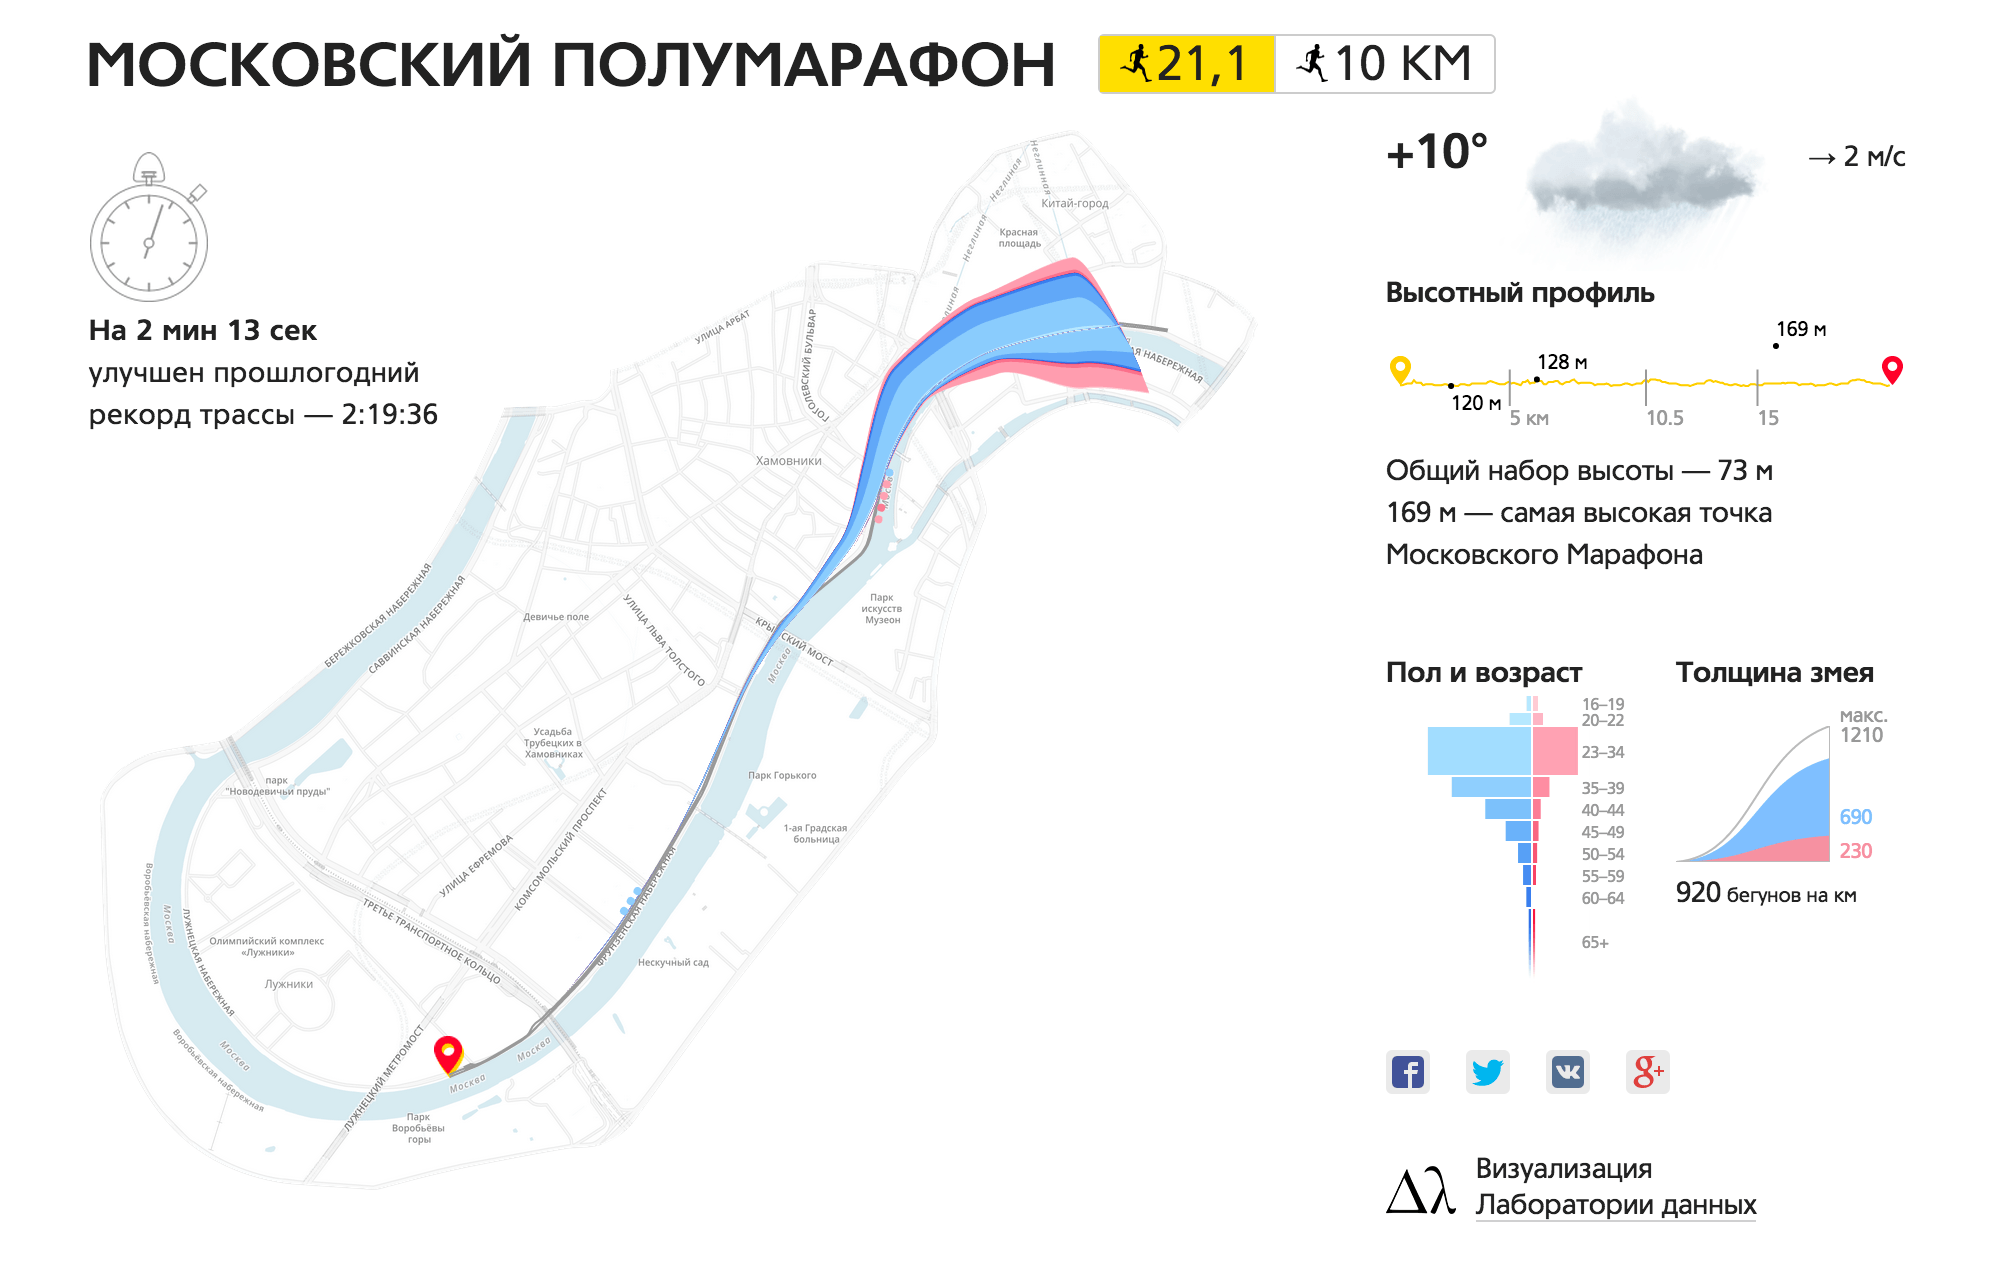 МОСКОВСКИЙ ПОЛУМАРАФОН
21,1
10 КМ
+10°
→ 2 м/с
На 2 мин 13 сек
улучшен прошлогодний
рекорд трассы — 2:19:36
Высотный профиль
169 м
128 м
120 м
5 км
10.5
15
Общий набор высоты — 73 м
169 м — самая высокая точка
Московского Марафона
Пол и возраст
16–19
20–22
23–34
35–39
40–44
45–49
50–54
55–59
60–64
65+
Толщина змея
макс.
1210
690
230
920 бегунов на км
Визуализация
Лаборатории данных
Неглиная
Неглинная
Китай-город
Красная
площадь
Неглиная
УЛИЦА АРБАТ
ГОГОЛЕВСКИЙ БУЛЬВАР
НАБЕРЕЖНАЯ
Хамовники
Парк
искусств
Музеон
БЕРЕЖКОВСКАЯ НАБЕРЕЖНАЯ
САВВИНСКАЯ НАБЕРЕЖНАЯ
Девичье поле
УЛИЦА ЛЬВА ТОЛСТОГО
МОСТ
Москва
Усадьба
Трубецких в
Хамовниках
парк
"Новодевичьи пруды"
Парк Горького
1-ая Градская
больница
УЛИЦА ЕФРЕМОВА
КОМСОМОЛЬСКИЙ ПРОСПЕКТ
ФРУНЗЕНСКАЯ НАБЕРЕЖНАЯ
ТРЕТЬЕ ТРАНСПОРТНОЕ КОЛЬЦО
Воробьёвская набережная
Москва
ЛУЖНЕЦКАЯ НАБЕРЕЖНАЯ
Олимпийский комплекс
«Лужники»
Лужники
Нескучный сад
Москва
Воробьёвская набережная
ЛУЖНЕЦКИЙ МЕТРОМОСТ
Москва
Москва
Парк
Воробьёвы
горы
f
g+
Δλ